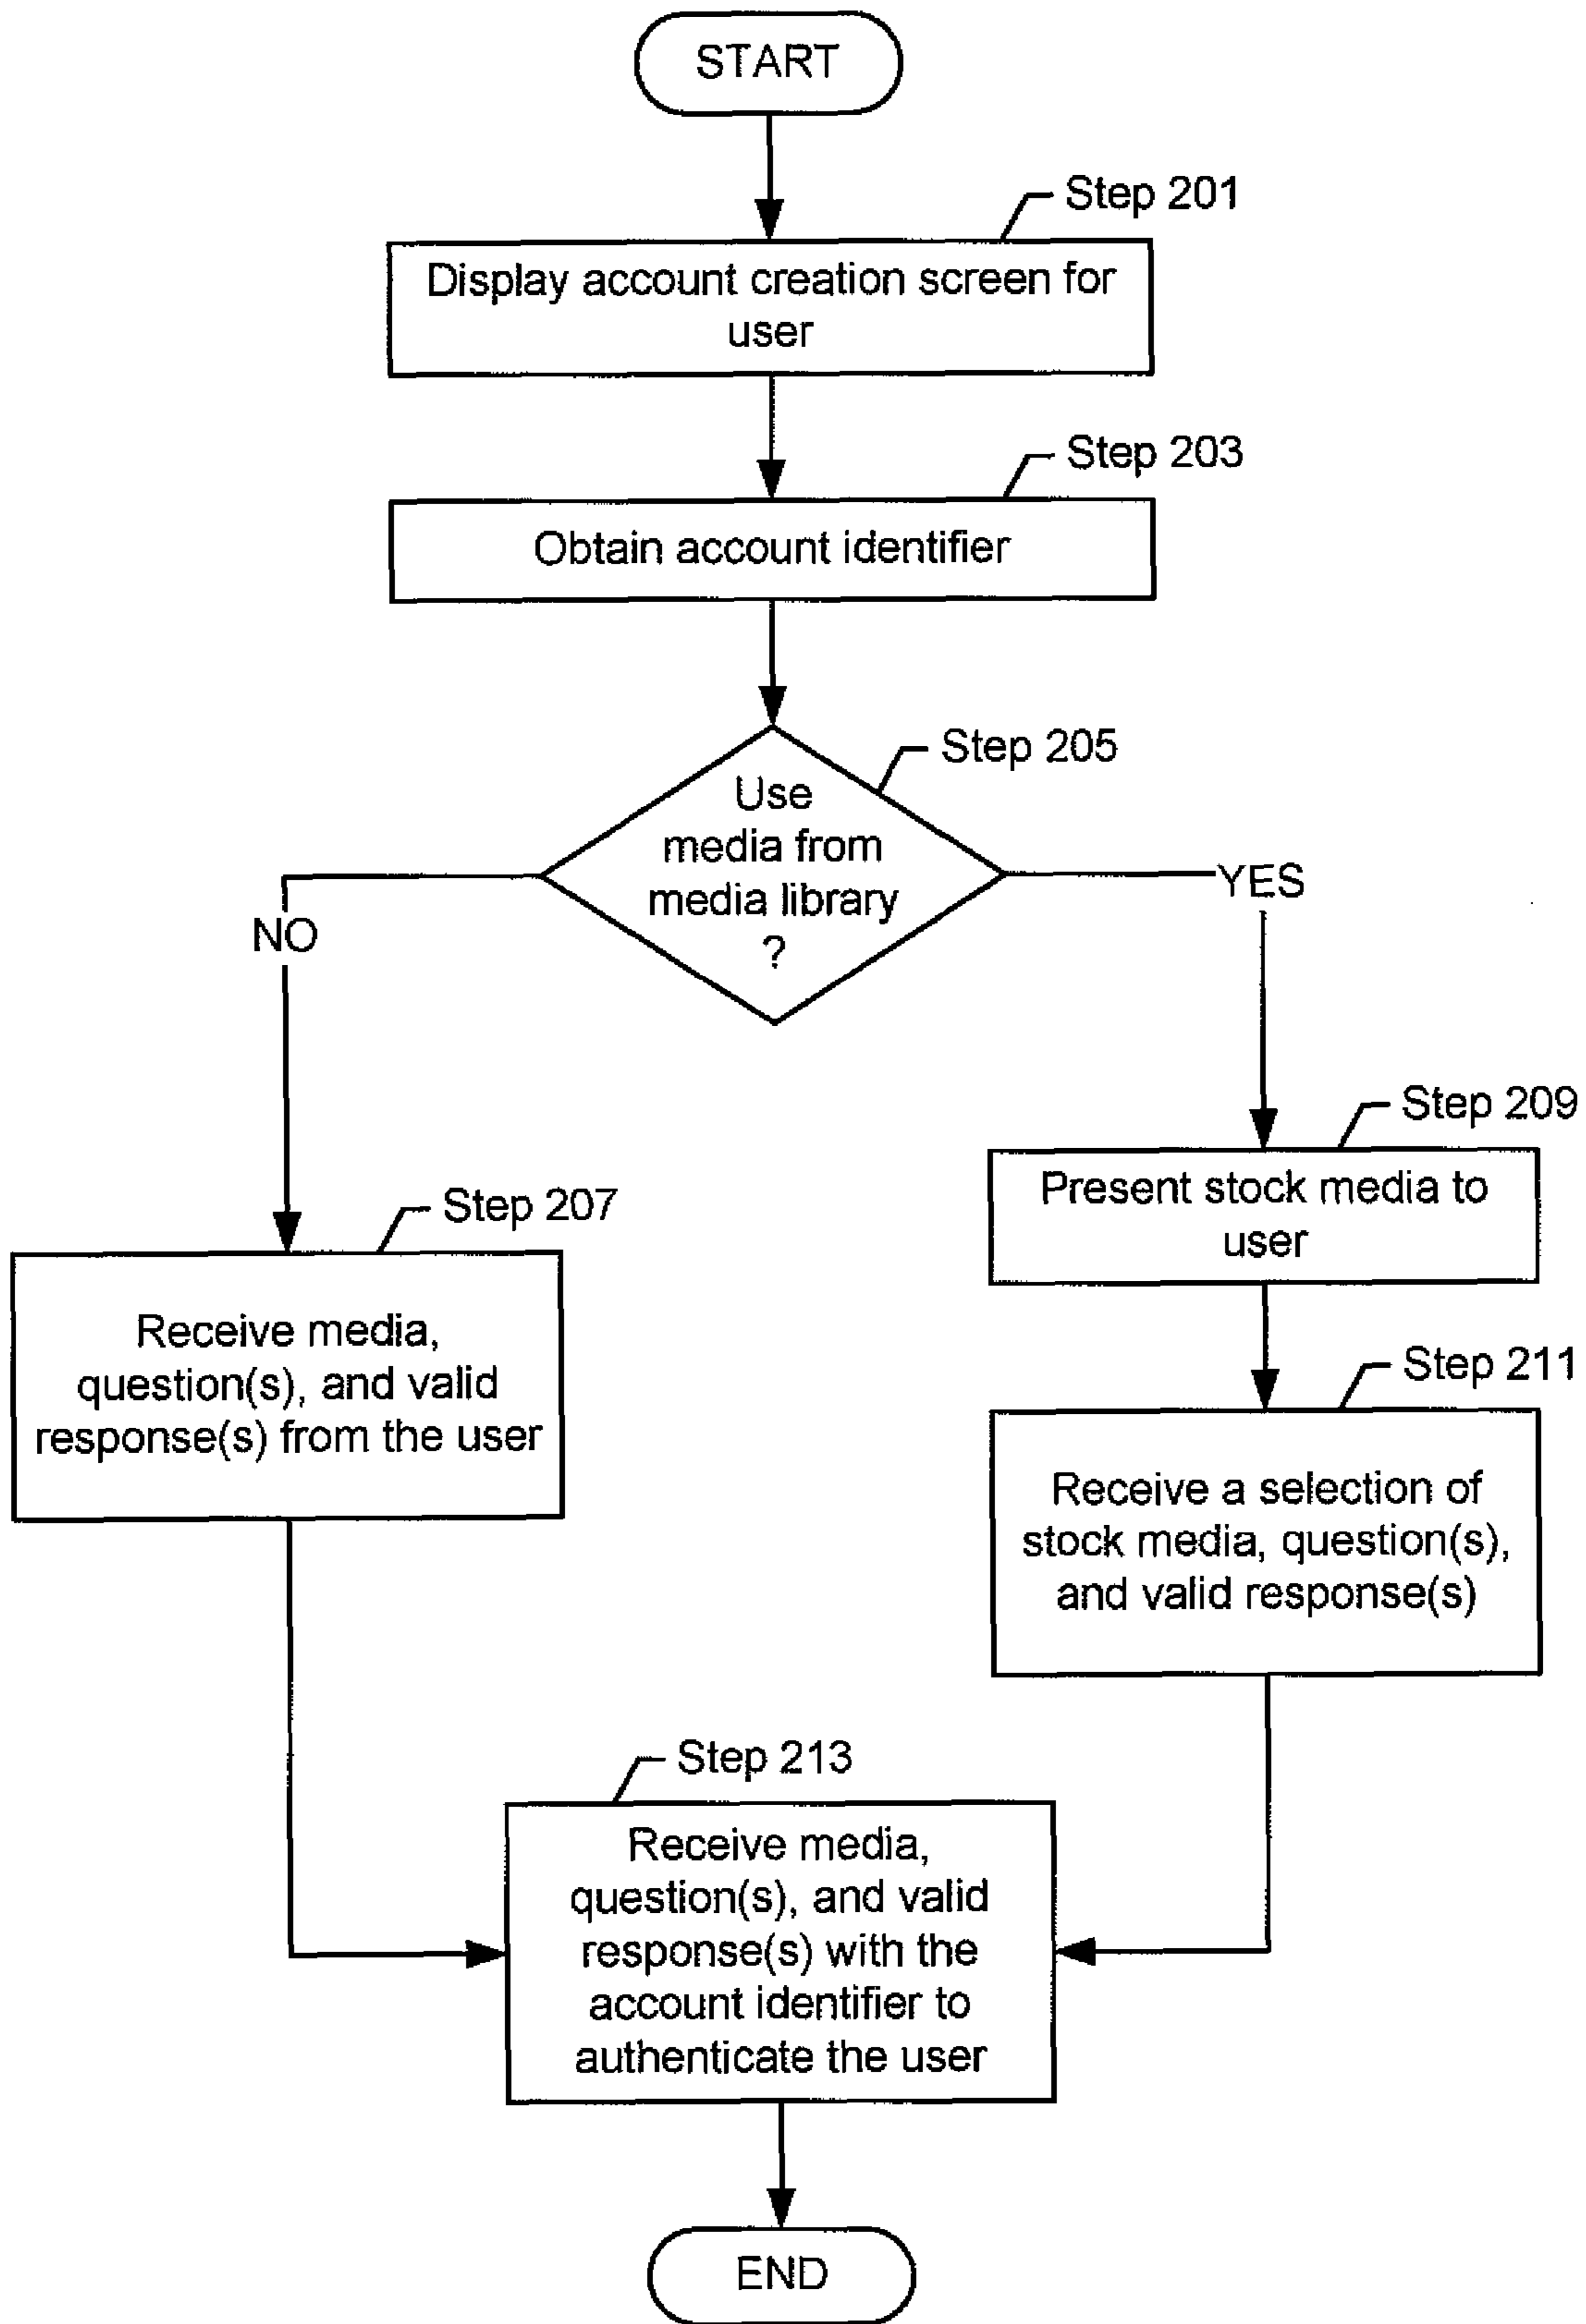 START
Step 201
Display account creation screen for
user
Step 203
Obtain account identifier
Step 205
Use
media from
media library
?
NO
YES
Step 209
Present stock media to
user
Step 207
Receive media,
question(s), and valid
response(s) from the user
Step 211
Receive a selection of
stock media, question(s),
and valid response(s)
Step 213
Receive media,
question(s), and valid
response(s) with the
account identifier to
authenticate the user
END